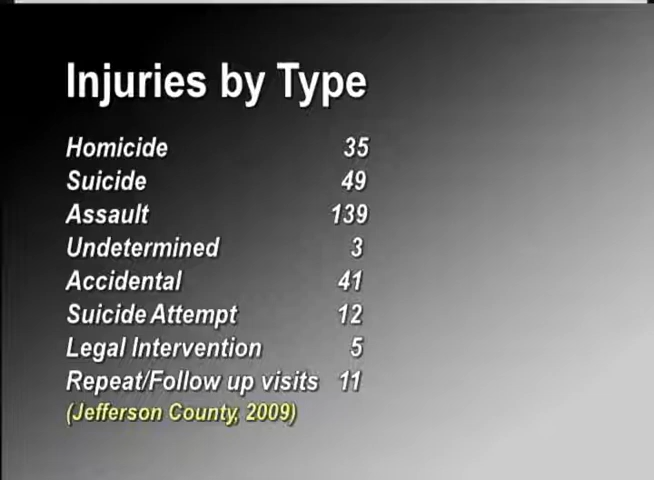 Injuries by Type
Homicide 35
Suicide 49
Assault 139
Undetermined 3
Accidental 41
Suicide Attempt 12
Legal Intervention 5
Repeat/Follow up visits 11
(Jefferson County, 2009)